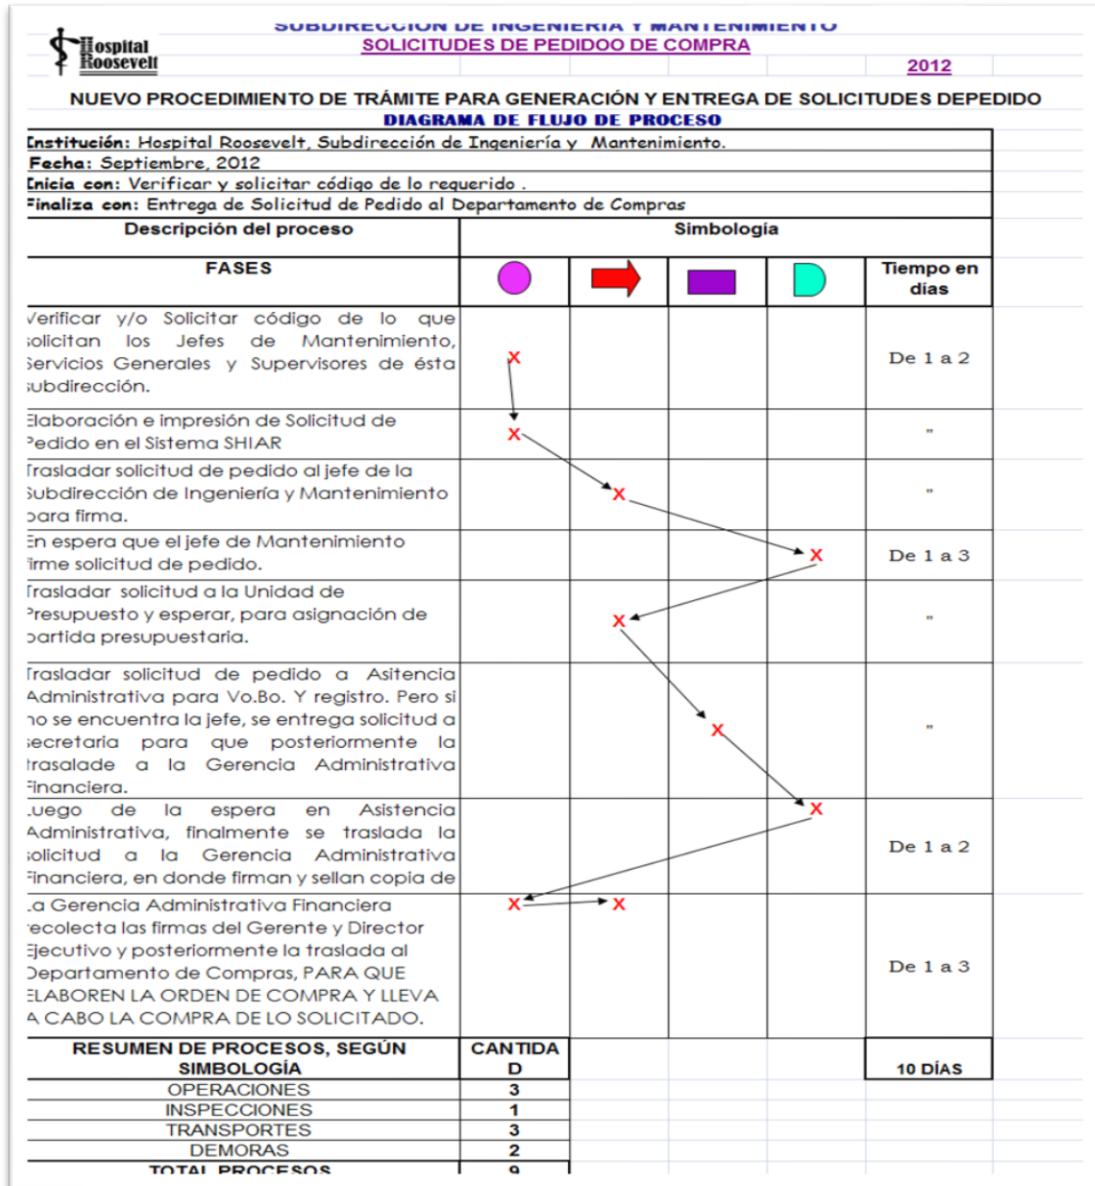 SUBDIRECCIÓN DE INGENIERÍA Y MANTENIMIENTO
Hospital
Roosevelt
SOLICITUDES DE PEDIDOO DE COMPRA
2012
NUEVO PROCEDIMIENTO DE TRÁMITE PARA GENERACIÓN Y ENTREGA DE SOLICITUDES DEPEDIDO
DIAGRAMA DE FLUJO DE PROCESO
Institución: Hospital Roosevelt, Subdirección de Ingeniería y Mantenimiento.
Fecha: Septiembre, 2012
Inicia con: Verificar y solicitar código de lo requerido .
Finaliza con: Entrega de Solicitud de Pedido al Departamento de Compras
Descripción del proceso Simbología
FASES
Tiempo en
días
Verificar y/o Solicitar código de lo que
solicitan los Jefes de Mantenimiento,
Servicios Generales y Supervisores de ésta
subdirección.
X
De 1 a 2
Elaboración e impresión de Solicitud de
Pedido en el Sistema SHIAR
X
"
Trasladar solicitud de pedido al jefe de la
Subdirección de Ingeniería y Mantenimiento
para firma.
X
"
En espera que el jefe de Mantenimiento
firme solicitud de pedido.
X
De 1 a 3
Trasladar solicitud a la Unidad de
Presupuesto y esperar, para asignación de
partida presupuestaria.
X
"
Trasladar solicitud de pedido a Asitencia
Administrativa para Vo.Bo. Y registro. Pero si
no se encuentra la jefe, se entrega solicitud a
secretaria para que posteriormente la
trasalade a la Gerencia Administrativa
Financiera.
X
"
Luego de la espera en Asistencia
Administrativa, finalmente se traslada la
solicitud a la Gerencia Administrativa
Financiera, en donde firman y sellan copia de
X
De 1 a 2
La Gerencia Administrativa Financiera
recolecta las firmas del Gerente y Director
Ejecutivo y posteriormente la traslada al
Departamento de Compras, PARA QUE
ELABOREN LA ORDEN DE COMPRA Y LLEVA
A CABO LA COMPRA DE LO SOLICITADO.
X X
De 1 a 3
RESUMEN DE PROCESOS, SEGÚN
SIMBOLOGÍA
CANTIDA
D
10 DÍAS
OPERACIONES 3
INSPECCIONES 1
TRANSPORTES 3
DEMORAS 2
TOTAL PROCESOS 9